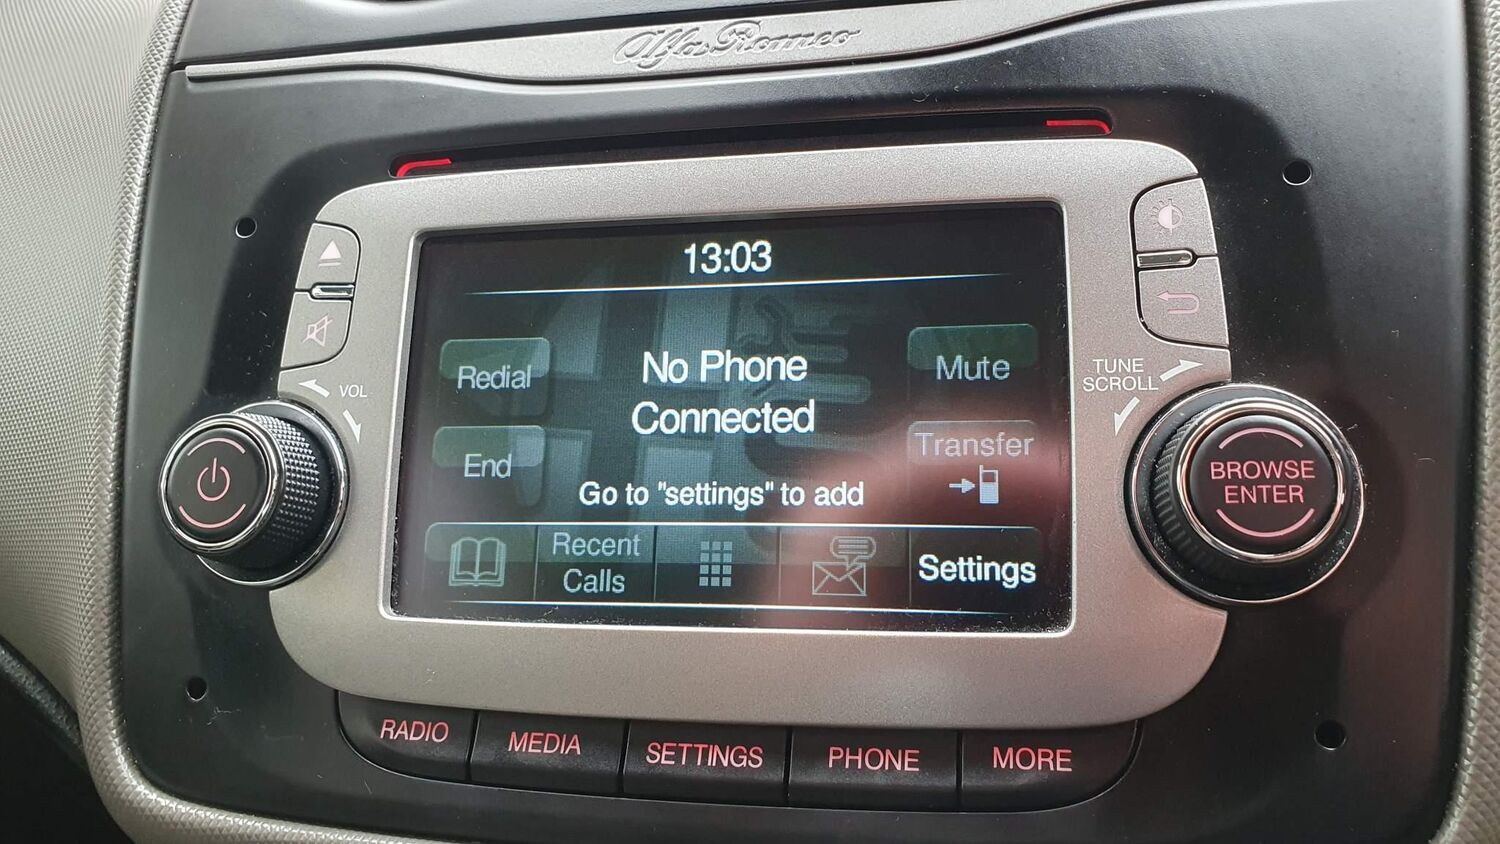 Alfa Romeo
13:03
Redial
No Phone
Connected
Mute
End
Transfer
Go to "settings" to add
Recent
Calls
Settings
VOL
TUNE
SCROLL
BROWSE
ENTER
RADIO
MEDIA
SETTINGS
PHONE
MORE